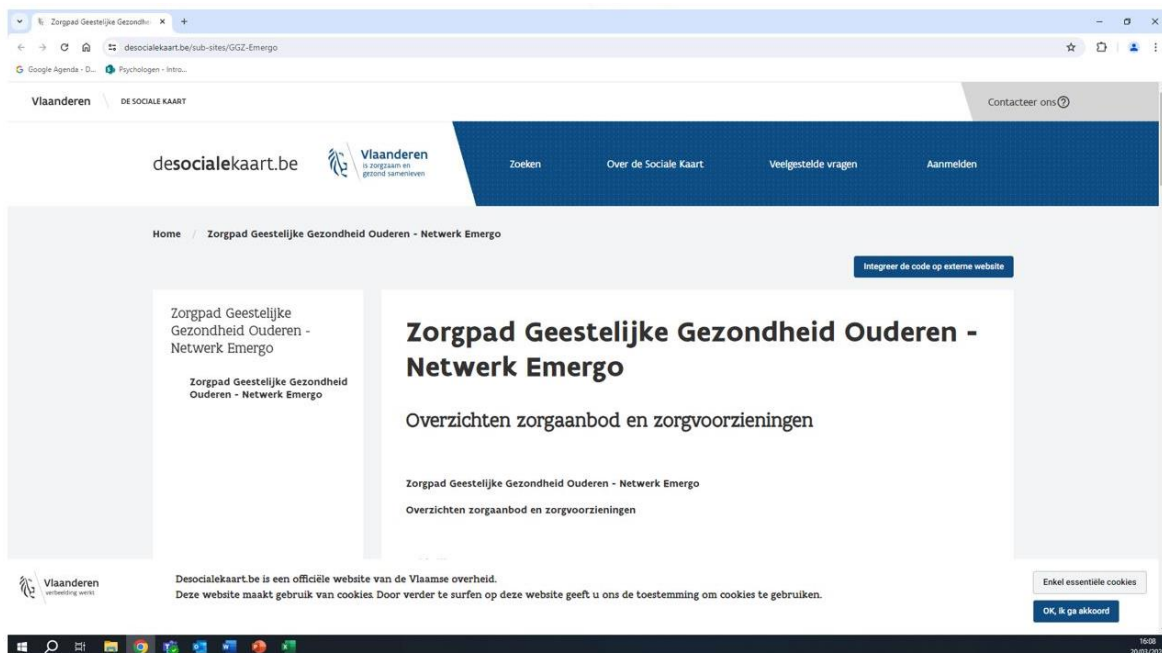 Zorgpad Geestelijke Gezondhe
desocialekaart.be/sub-sites/GGZ-Emergo
Google Agenda - D...
Psychologen - Intro...
Vlaanderen
DE SOCIALE KAART
Contacteer ons
desocialekaart.be
Vlaanderen
is zorgzaam en
gezond samenleven
Zoeken
Over de Sociale Kaart
Veelgestelde vragen
Aanmelden
Home / Zorgpad Geestelijke Gezondheid Ouderen - Netwerk Emergo
Integreer de code op externe website
Zorgpad Geestelijke
Gezondheid Ouderen -
Netwerk Emergo
Zorgpad Geestelijke Gezondheid
Ouderen - Netwerk Emergo
Zorgpad Geestelijke Gezondheid Ouderen -
Netwerk Emergo
Overzichten zorgaanbod en zorgvoorzieningen
Zorgpad Geestelijke Gezondheid Ouderen - Netwerk Emergo
Overzichten zorgaanbod en zorgvoorzieningen
Vlaanderen
verbeelding werkt
Desocialekaart.be is een officiële website van de Vlaamse overheid.
Deze website maakt gebruik van cookies. Door verder te surfen op deze website geeft u ons de toestemming om cookies te gebruiken.
Enkel essentiële cookies
OK, ik ga akkoord
16:08
20/03/202